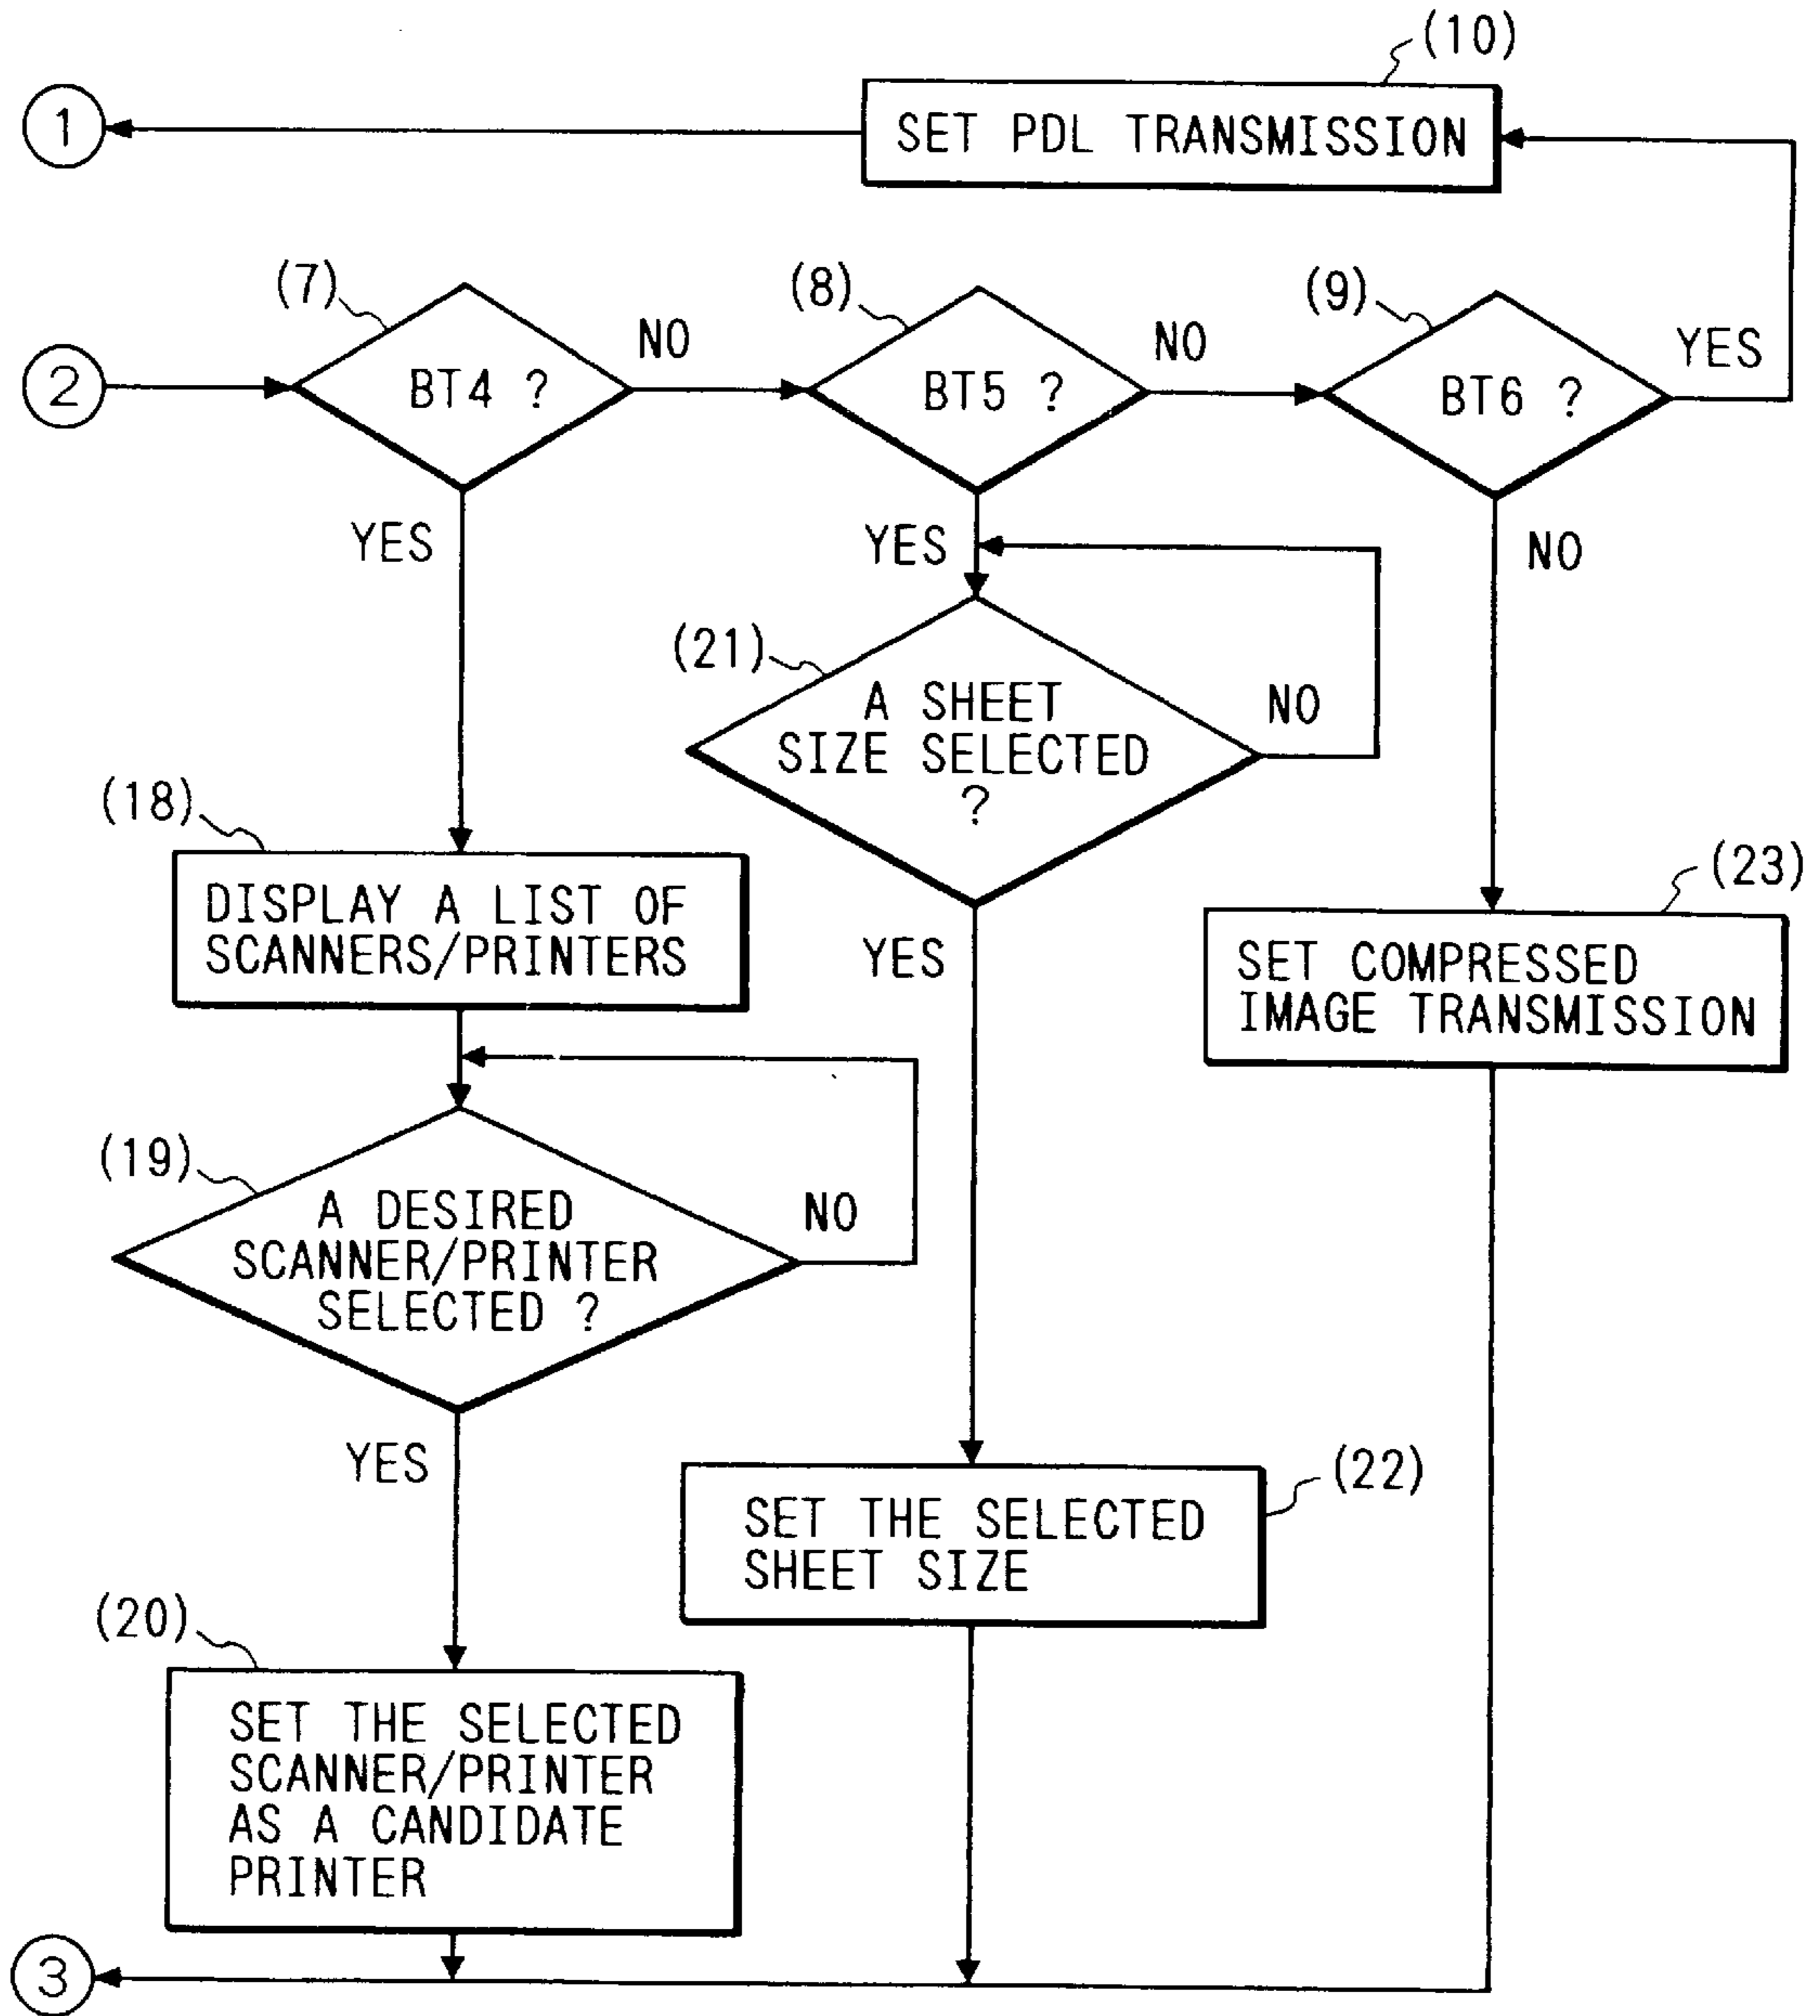 (10)
1
SET PDL TRANSMISSION
(7)
(8)
(9)
NO
NO
YES
2
BT4 ?
BT5 ?
BT6 ?
YES
YES
NO
(21)
A SHEET
SIZE SELECTED
?
NO
(18)
DISPLAY A LIST OF
SCANNERS/PRINTERS
YES
(23)
SET COMPRESSED
IMAGE TRANSMISSION
(19)
A DESIRED
SCANNER/PRINTER
SELECTED ?
NO
YES
(22)
SET THE SELECTED
SHEET SIZE
(20)
SET THE SELECTED
SCANNER/PRINTER
AS A CANDIDATE
PRINTER
3